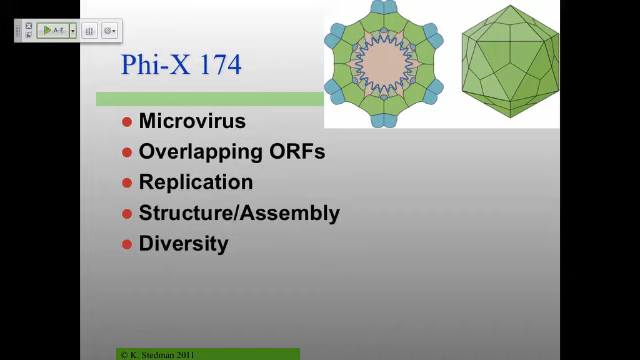 Phi-X 174
Microvirus
Overlapping ORFs
Replication
Structure/Assembly
Diversity
© K. Stedman 2011